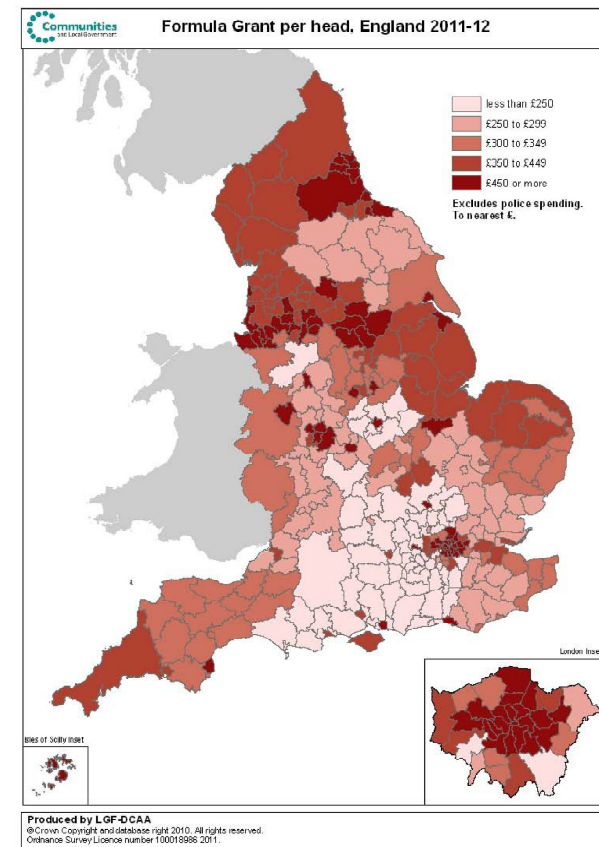 Communities
and Local Government
Formula Grant per head, England 2011-12
less than £250
£250 to £299
£300 to £349
£350 to £449
£450 or more
Excludes police spending.
To nearest £.
London Inset
Isles of Scilly Inset
Produced by LGF-DCAA
© Crown Copyright and database right 2010. All rights reserved.
Ordnance Survey Licence number 100018986 2011.